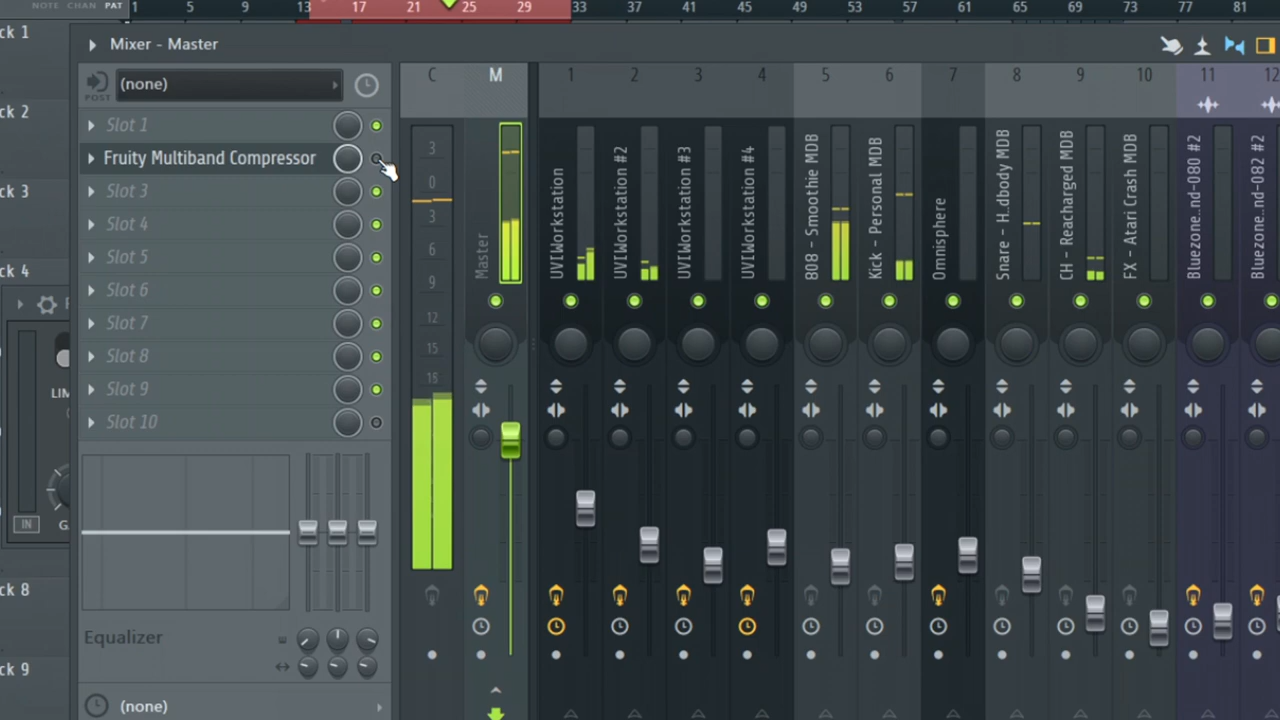 NOTE CHAN PAT
1 5 9 13 17 21 25 29 33 37 41 45 49 53 57 61 65 69 73 77 81
ck 1
Mixer - Master
POST
(none)
C M 1 2 3 4 5 6 7 8 9 10 11 12
ck 2
Slot 1
Fruity Multiband Compressor
ck 3
Slot 3
Slot 4
Slot 5
ck 4
Slot 6
Slot 7
Slot 8
Slot 9
Slot 10
LIM
IN
3
0
3
6
9
12
15
18
Master
UVIWorkstation
UVIWorkstation #2
UVIWorkstation #3
UVIWorkstation #4
808 - Smoothie MDB
Kick - Personal MDB
Omnisphere
Snare - H..dbody MDB
CH - Reacharged MDB
FX - Atari Crash MDB
Bluezone..nd-080 #2
Bluezone..nd-082 #2
ck 8
Equalizer
ck 9
(none)